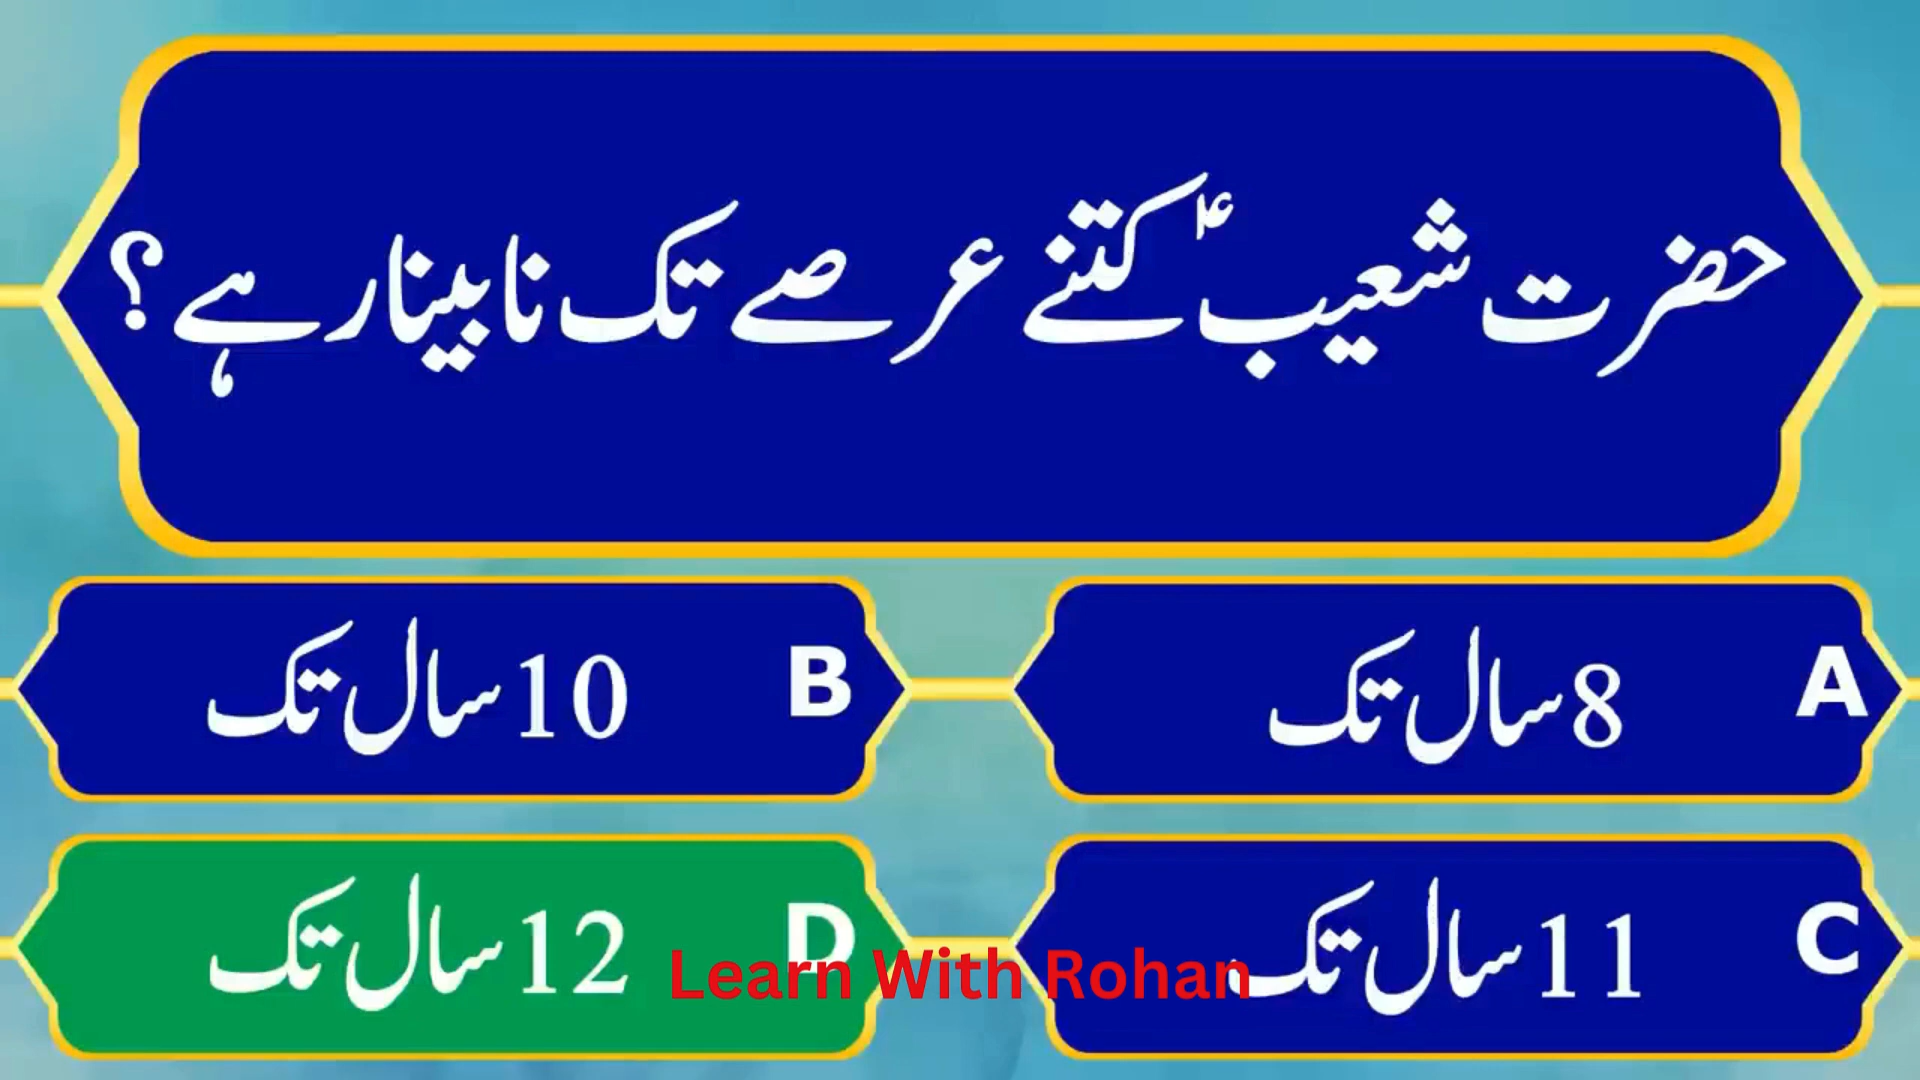 حضرت شعیبؑ کتنے عرصے تک نابینا رہے؟
A 8 سال تک
B 10 سال تک
C 11 سال تک
D 12 سال تک
Learn With Rohan